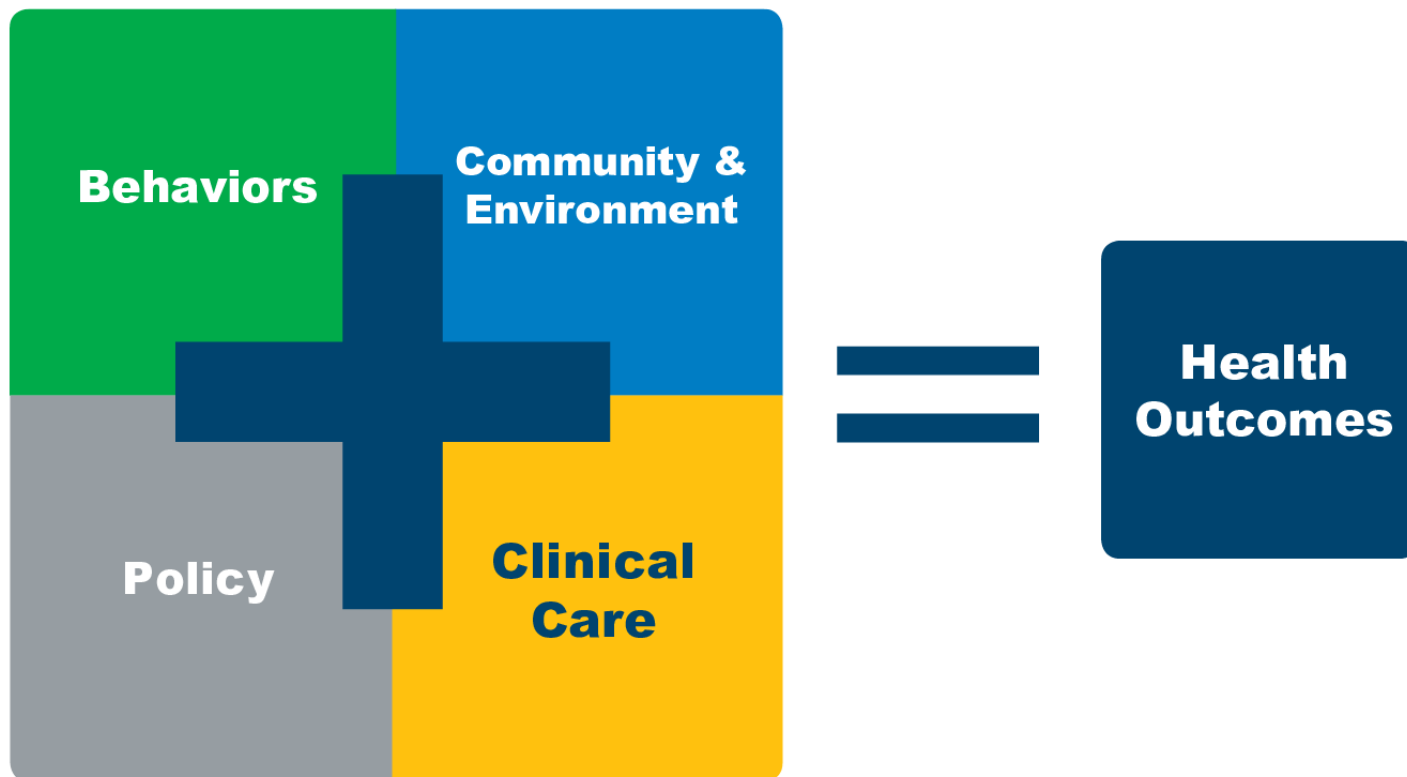 Behaviors
Community &
Environment
Policy
Clinical
Care
Health
Outcomes